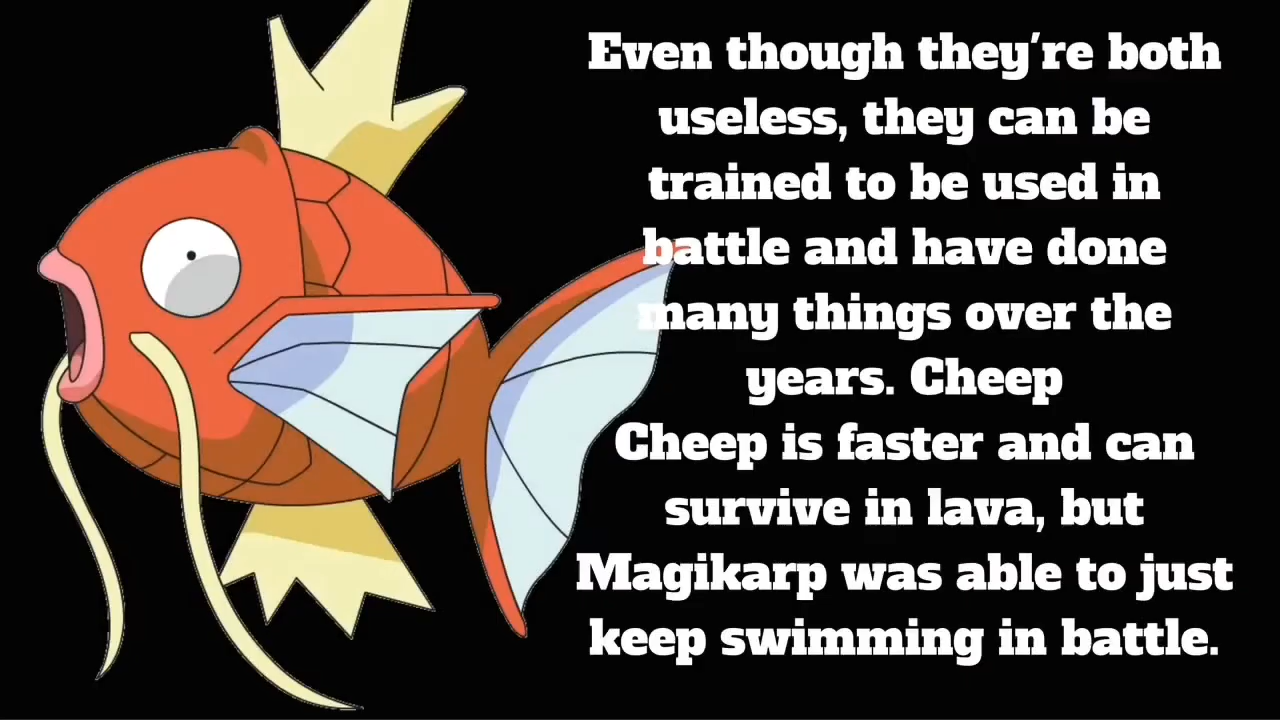 Even though they're both
useless, they can be
trained to be used in
battle and have done
many things over the
years. Cheep
Cheep is faster and can
survive in lava, but
Magikarp was able to just
keep swimming in battle.